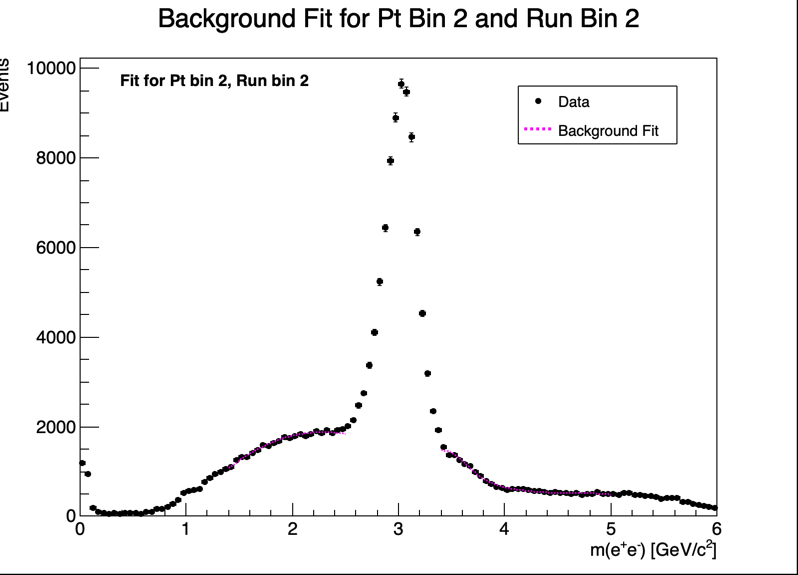 Background Fit for Pt Bin 2 and Run Bin 2
Events
10000
8000
6000
4000
2000
0
Fit for Pt bin 2, Run bin 2
Data
Background Fit
0 1 2 3 4 5 6
m(e⁺e⁻) [GeV/c²]